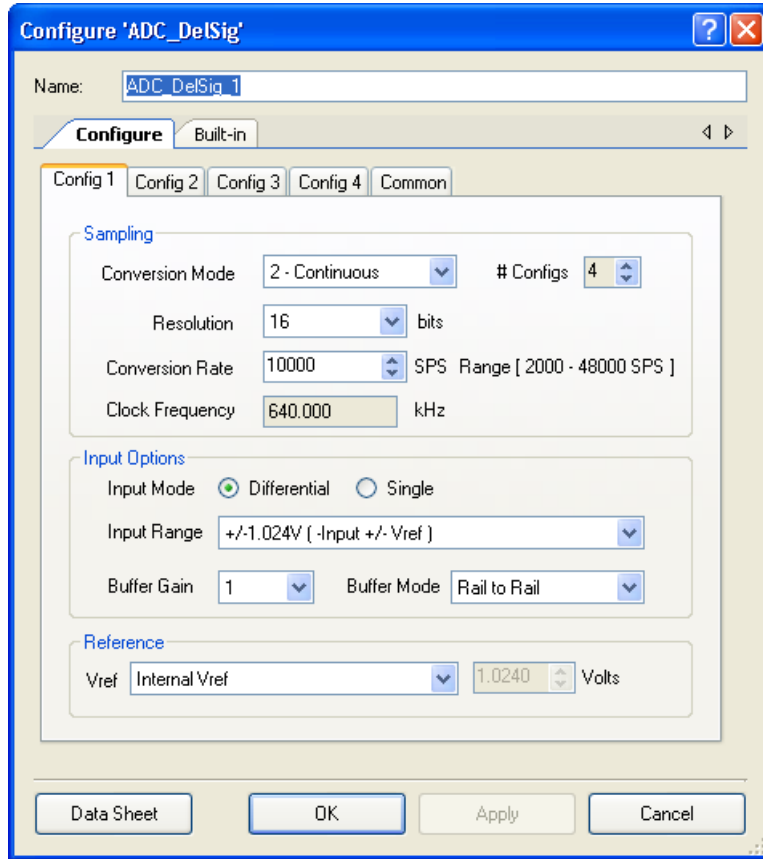 Configure 'ADC_DelSig'
Name: ADC_DelSig_1
Configure Built-in
Config 1 Config 2 Config 3 Config 4 Common
Sampling
Conversion Mode 2 - Continuous # Configs 4
Resolution 16 bits
Conversion Rate 10000 SPS Range [ 2000 - 48000 SPS ]
Clock Frequency 640.000 kHz
Input Options
Input Mode Differential Single
Input Range +/-1.024V ( -Input +/- Vref )
Buffer Gain 1 Buffer Mode Rail to Rail
Reference
Vref Internal Vref 1.0240 Volts
Data Sheet OK Apply Cancel